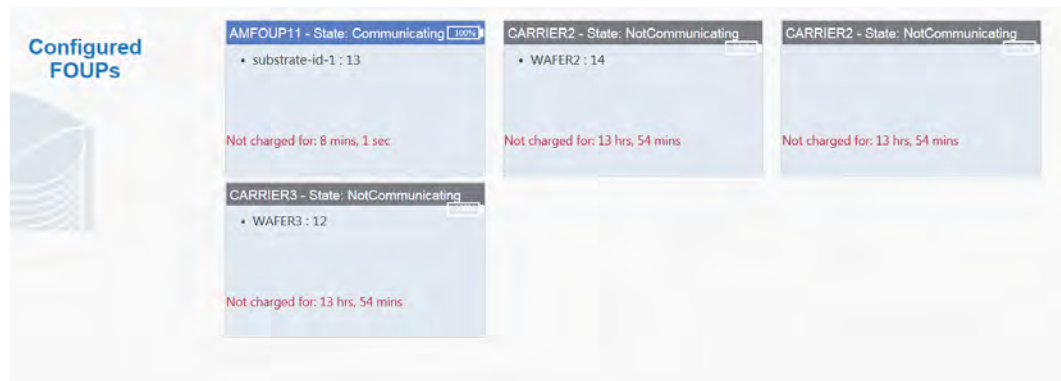 Configured
FOUPs
AMFOUP11 - State: Communicating 100%
• substrate-id-1 : 13
Not charged for: 8 mins, 1 sec
CARRIER2 - State: NotCommunicating
• WAFER2 : 14
Not charged for: 13 hrs, 54 mins
CARRIER2 - State: NotCommunicating
Not charged for: 13 hrs, 54 mins
CARRIER3 - State: NotCommunicating
• WAFER3 : 12
Not charged for: 13 hrs, 54 mins